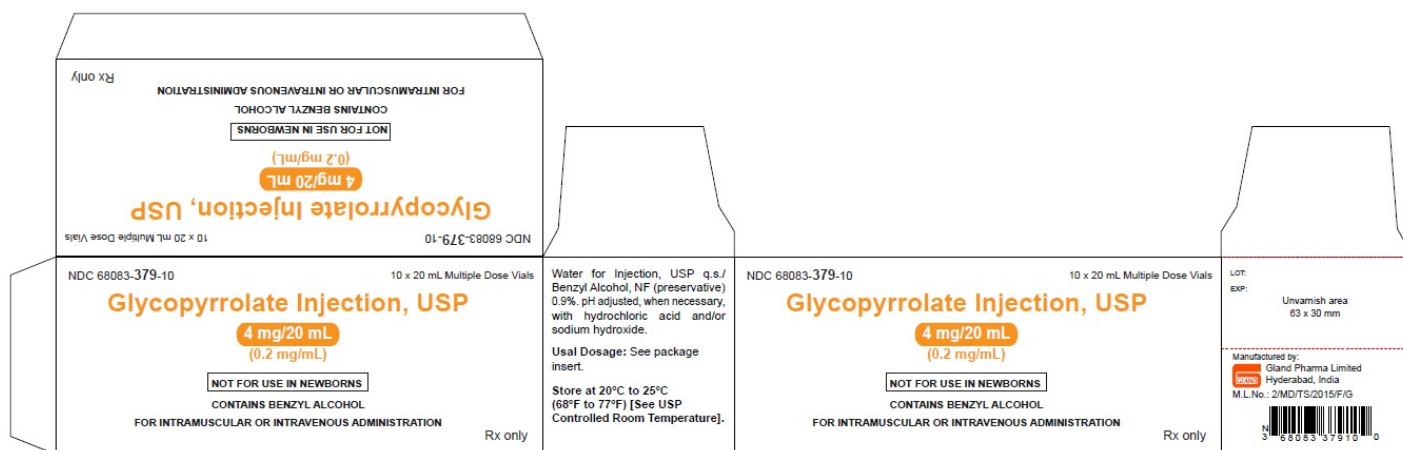 Rx only
FOR INTRAMUSCULAR OR INTRAVENOUS ADMINISTRATION
CONTAINS BENZYL ALCOHOL
NOT FOR USE IN NEWBORNS
(0.2 mg/mL)
4 mg/20 mL
Glycopyrrolate Injection, USP
NDC 68083-379-10 10 x 20 mL Multiple Dose Vials
NDC 68083-379-10 10 x 20 mL Multiple Dose Vials
Glycopyrrolate Injection, USP
4 mg/20 mL
(0.2 mg/mL)
NOT FOR USE IN NEWBORNS
CONTAINS BENZYL ALCOHOL
FOR INTRAMUSCULAR OR INTRAVENOUS ADMINISTRATION
Rx only
Water for Injection, USP q.s./
Benzyl Alcohol, NF (preservative)
0.9%. pH adjusted, when necessary,
with hydrochloric acid and/or
sodium hydroxide.
Usal Dosage: See package
insert.
Store at 20°C to 25°C
(68°F to 77°F) [See USP
Controlled Room Temperature].
NDC 68083-379-10 10 x 20 mL Multiple Dose Vials
Glycopyrrolate Injection, USP
4 mg/20 mL
(0.2 mg/mL)
NOT FOR USE IN NEWBORNS
CONTAINS BENZYL ALCOHOL
FOR INTRAMUSCULAR OR INTRAVENOUS ADMINISTRATION
Rx only
LOT:
EXP:
Unvarnish area
63 x 30 mm
Manufactured by:
GLAND
Gland Pharma Limited
Hyderabad, India
M.L.No.: 2/MD/TS/2015/F/G
N
3 68083 37910 0